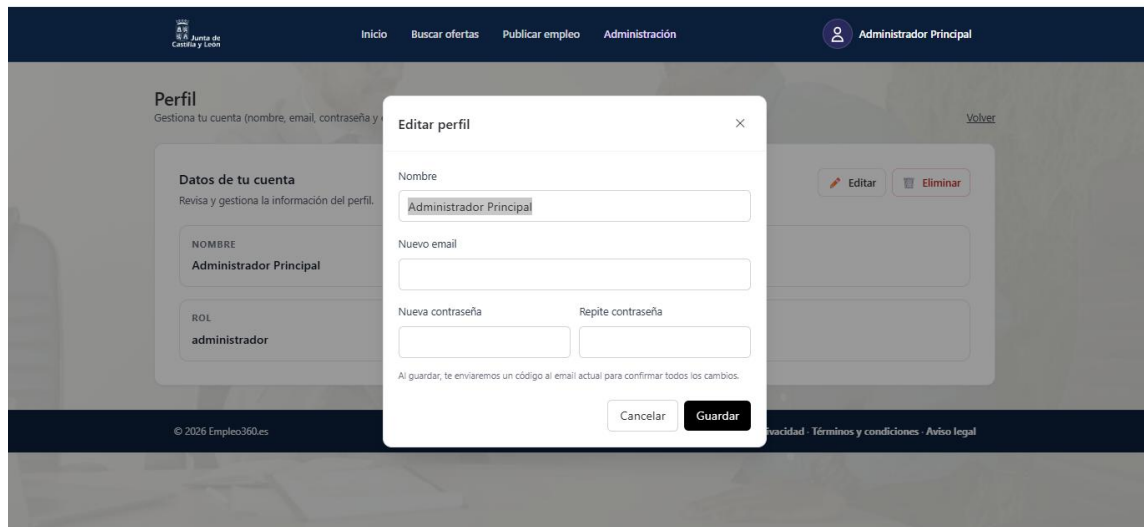 Junta de
Castilla y León
Inicio
Buscar ofertas
Publicar empleo
Administración
Administrador Principal
Perfil
Gestiona tu cuenta (nombre, email, contraseña y
Volver
Datos de tu cuenta
Revisa y gestiona la información del perfil.
Editar
Eliminar
NOMBRE
Administrador Principal
ROL
administrador
Editar perfil
Nombre
Administrador Principal
Nuevo email
Nueva contraseña
Repite contraseña
Al guardar, te enviaremos un código al email actual para confirmar todos los cambios.
Cancelar
Guardar
© 2026 Empleo360.es
ivacidad · Términos y condiciones · Aviso legal